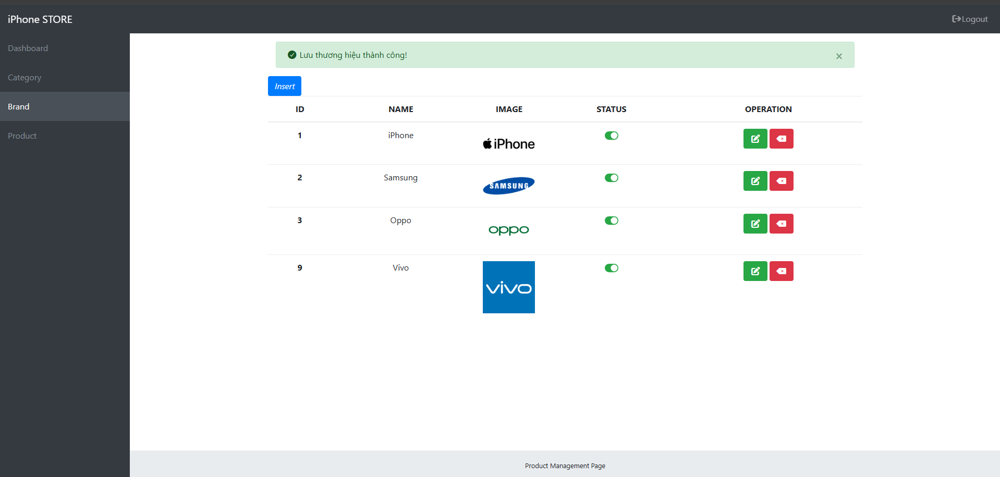 iPhone STORE
Logout
Dashboard
Category
Brand
Product
Lưu thương hiệu thành công!
×
Insert
ID NAME IMAGE STATUS OPERATION
1 iPhone iPhone
2 Samsung SAMSUNG
3 Oppo oppo
9 Vivo vivo
Product Management Page